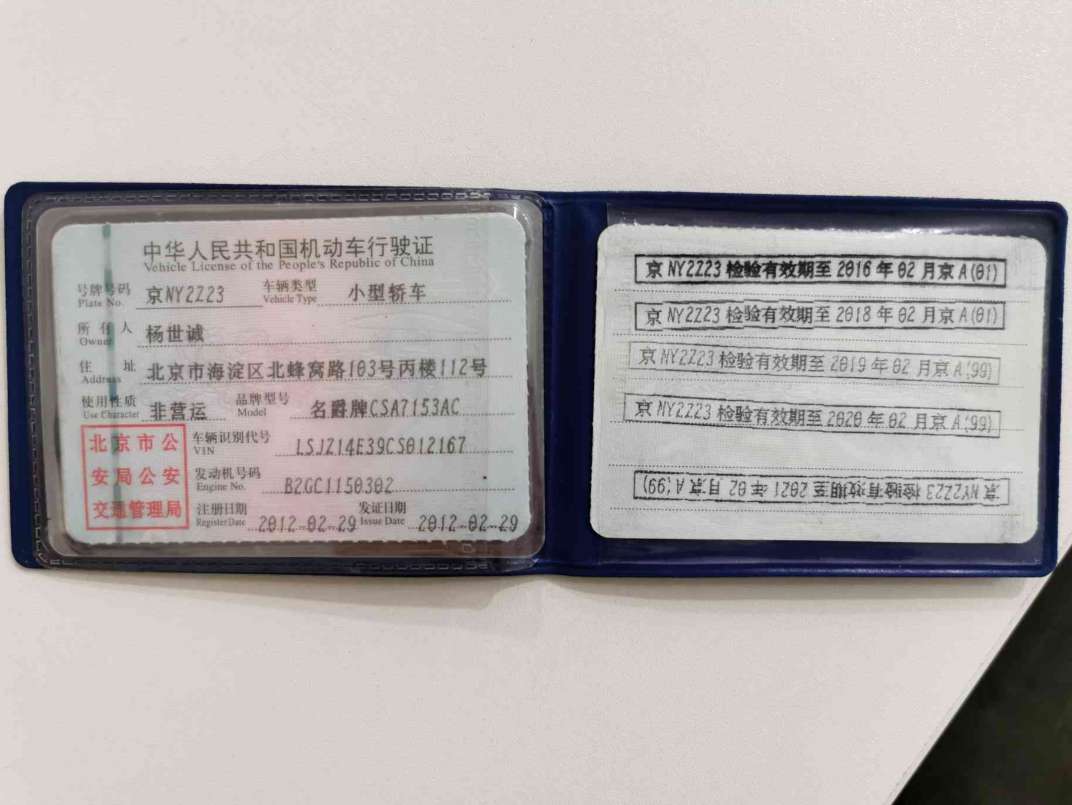 中华人民共和国机动车行驶证
Vehicle License of the People's Republic of China
号牌号码 京NY2Z23 车辆类型 小型轿车
Plate No. Vehicle Type
所有人 杨世诚
Owner
住址 北京市海淀区北蜂窝路103号丙楼112号
Address
使用性质 非营运 品牌型号 名爵牌CSA7153AC
Use Character Model
北京市公
安局公安
交通管理局
车辆识别代号 LSJZ14E39CS012167
VIN
发动机号码 B2GC1150302
Engine No.
注册日期 2012-02-29 发证日期 2012-02-29
Register Date Issue Date
京NY2Z23检验有效期至2016年02月京A(01)
京NY2Z23检验有效期至2018年02月京A(01)
京NY2Z23检验有效期至2019年02月京A(99)
京NY2Z23检验有效期至2020年02月京A(99)
京NY2Z23检验有效期至2021年02月京A(99)